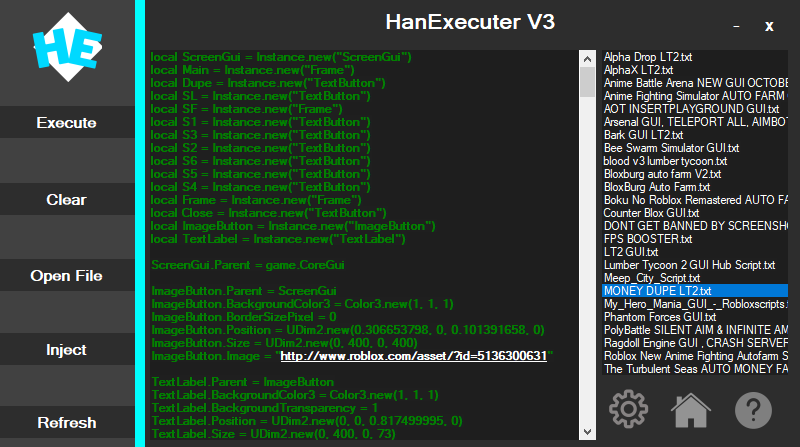 HE
HanExecuter V3
-
x
Execute
Clear
Open File
Inject
Refresh
local ScreenGui = Instance.new("ScreenGui")
local Main = Instance.new("Frame")
local Dupe = Instance.new("TextButton")
local SL = Instance.new("TextButton")
local SF = Instance.new("Frame")
local S1 = Instance.new("TextButton")
local S3 = Instance.new("TextButton")
local S2 = Instance.new("TextButton")
local S6 = Instance.new("TextButton")
local S5 = Instance.new("TextButton")
local S4 = Instance.new("TextButton")
local Frame = Instance.new("Frame")
local Close = Instance.new("TextButton")
local ImageButton = Instance.new("ImageButton")
local TextLabel = Instance.new("TextLabel")
ScreenGui.Parent = game.CoreGui
ImageButton.Parent = ScreenGui
ImageButton.BackgroundColor3 = Color3.new(1, 1, 1)
ImageButton.BorderSizePixel = 0
ImageButton.Position = UDim2.new(0.306653798, 0, 0.101391658, 0)
ImageButton.Size = UDim2.new(0, 400, 0, 400)
ImageButton.Image = "http://www.roblox.com/asset/?id=5136300631"
TextLabel.Parent = ImageButton
TextLabel.BackgroundColor3 = Color3.new(1, 1, 1)
TextLabel.BackgroundTransparency = 1
TextLabel.Position = UDim2.new(0, 0, 0.817499995, 0)
TextLabel.Size = UDim2.new(0, 400, 0, 73)
Alpha Drop LT2.txt
AlphaX LT2.txt
Anime Battle Arena NEW GUI OCTOBE
Anime Fighting Simulator AUTO FARM
AOT INSERTPLAYGROUND GUI.txt
Arsenal GUI, TELEPORT ALL, AIMBOT
Bark GUI LT2.txt
Bee Swarm Simulator GUI.txt
blood v3 lumber tycoon.txt
Bloxburg auto farm V2.txt
BloxBurg Auto Farm.txt
Boku No Roblox Remastered AUTO FA
Counter Blox GUI.txt
DONT GET BANNED BY SCREENSHO
FPS BOOSTER.txt
LT2 GUI.txt
Lumber Tycoon 2 GUI Hub Script.txt
Meep_City_Script.txt
MONEY DUPE LT2.txt
My_Hero_Mania_GUI_-_Robloxscripts.t
Phantom Forces GUI.txt
PolyBattle SILENT AIM & INFINITE AM
Ragdoll Engine GUI , CRASH SERVER
Roblox New Anime Fighting Autofarm S
The Turbulent Seas AUTO MONEY FA
?